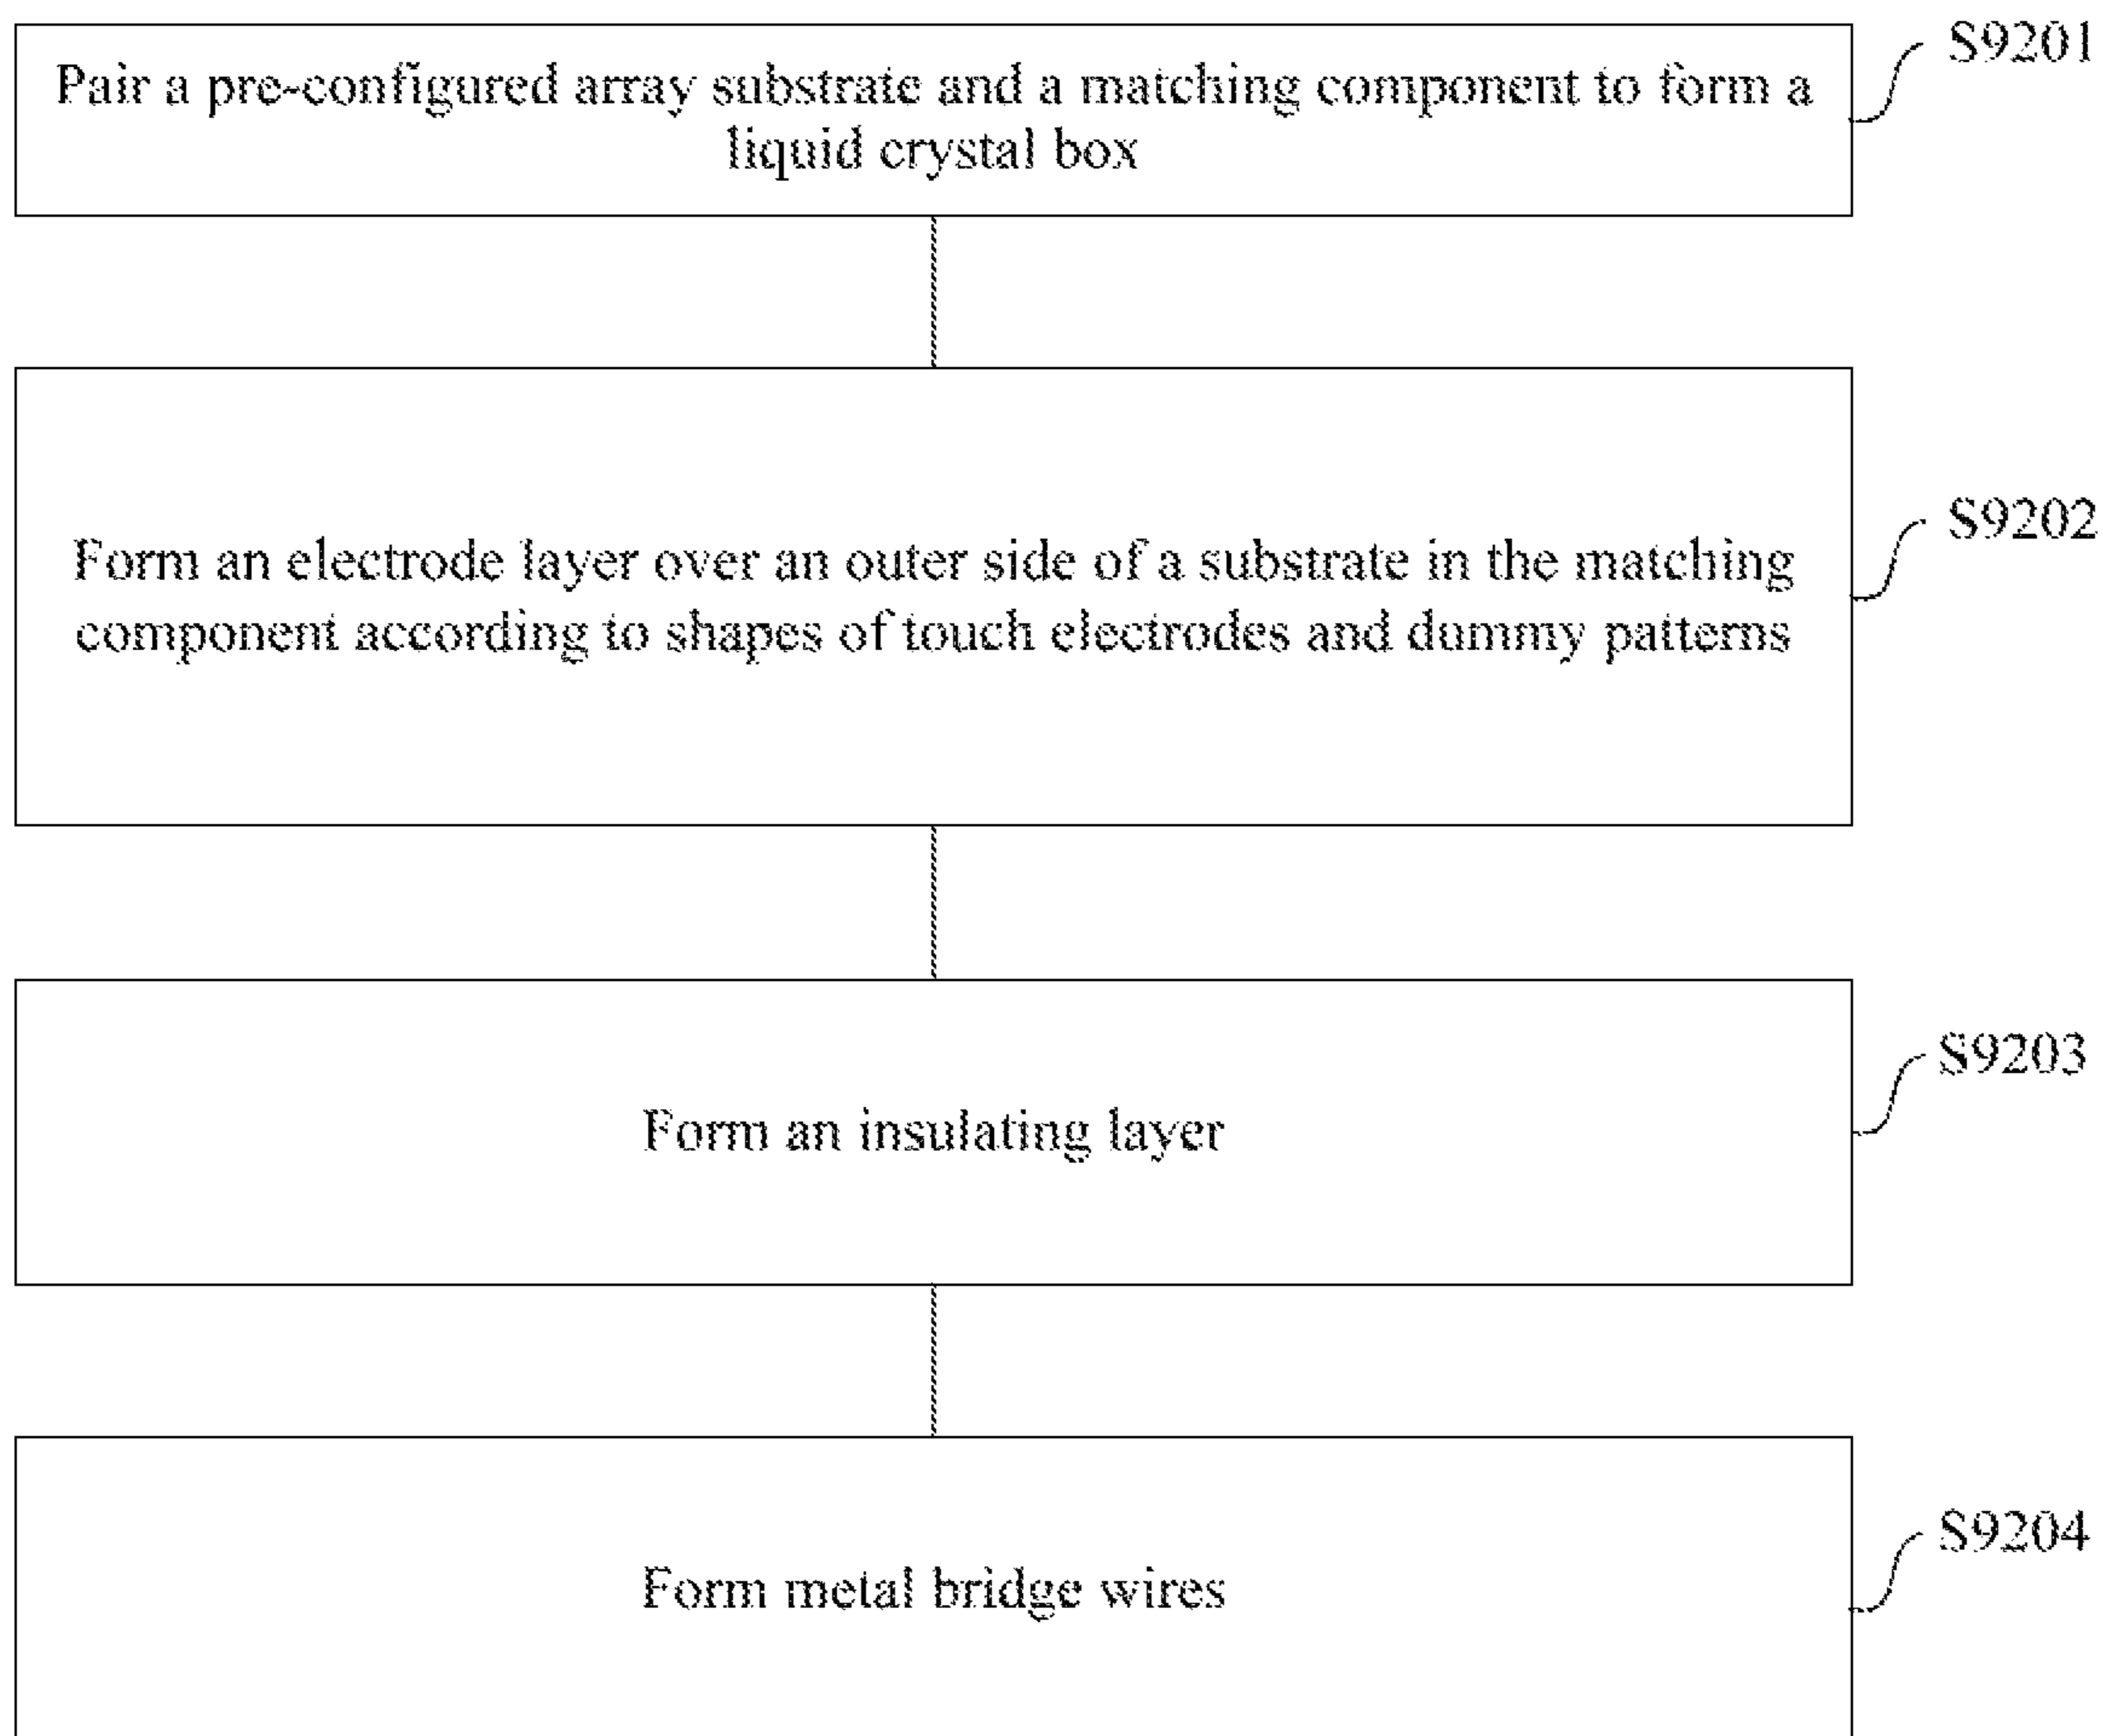 S9201
Pair a pre-configured array substrate and a matching component to form a
liquid crystal box
S9202
Form an electrode layer over an outer side of a substrate in the matching
component according to shapes of touch electrodes and dummy patterns
S9203
Form an insulating layer
S9204
Form metal bridge wires